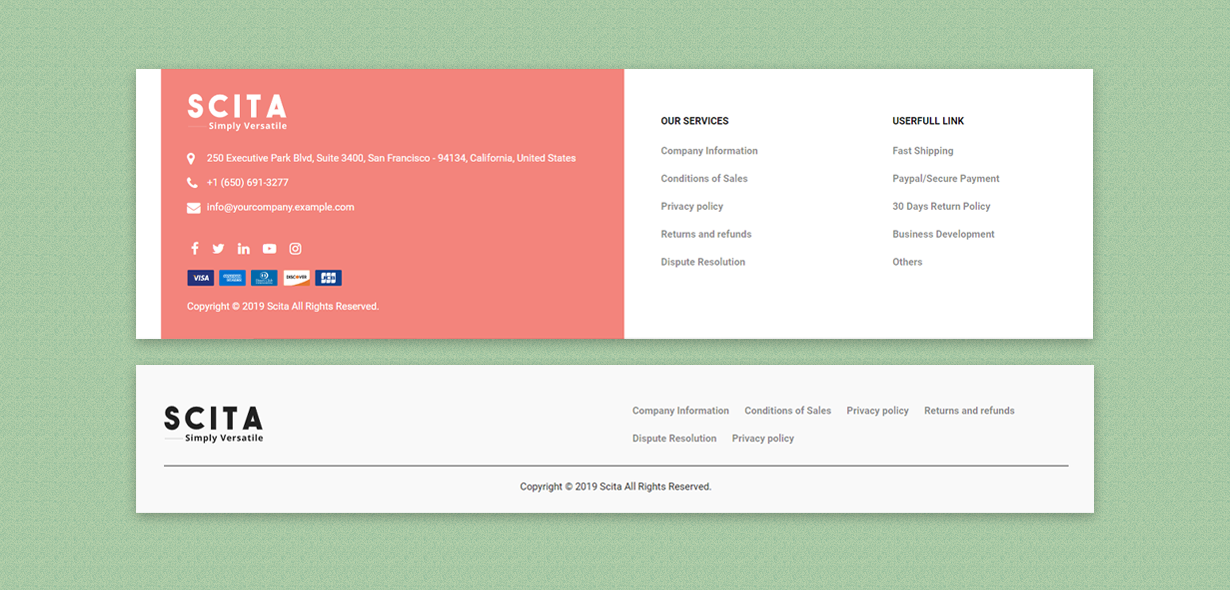 SCITA
Simply Versatile
250 Executive Park Blvd, Suite 3400, San Francisco - 94134, California, United States
+1 (650) 691-3277
info@yourcompany.example.com
VISA
DISCOVER
JCB
Copyright © 2019 Scita All Rights Reserved.
OUR SERVICES
Company Information
Conditions of Sales
Privacy policy
Returns and refunds
Dispute Resolution
USERFULL LINK
Fast Shipping
Paypal/Secure Payment
30 Days Return Policy
Business Development
Others
SCITA
Simply Versatile
Company Information Conditions of Sales Privacy policy Returns and refunds
Dispute Resolution Privacy policy
Copyright © 2019 Scita All Rights Reserved.